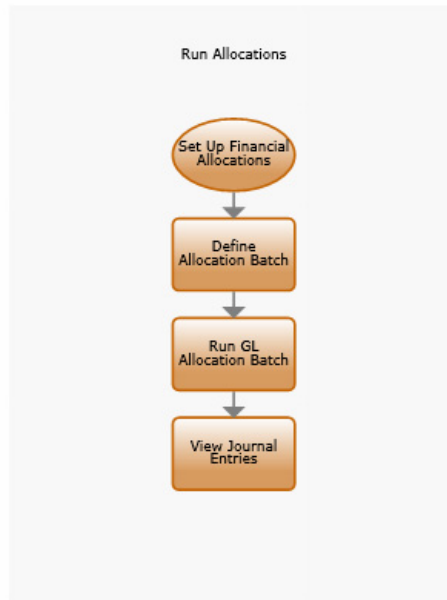 Run Allocations
Set Up Financial
Allocations
Define
Allocation Batch
Run GL
Allocation Batch
View Journal
Entries